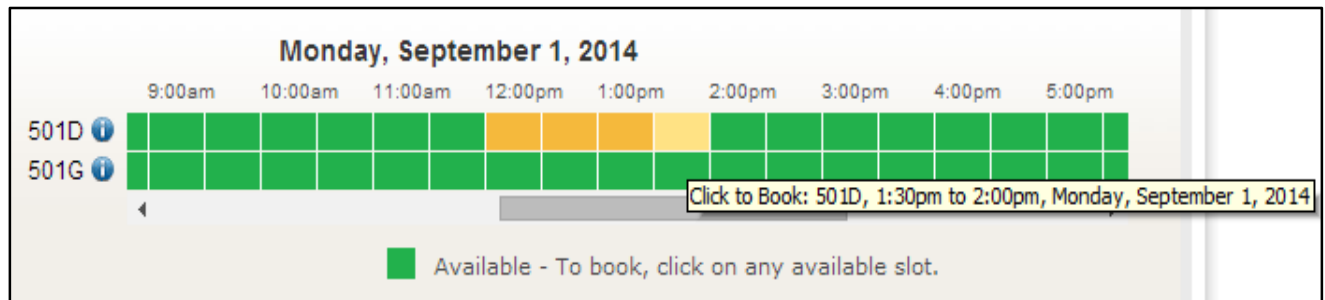 Monday, September 1, 2014
9:00am 10:00am 11:00am 12:00pm 1:00pm 2:00pm 3:00pm 4:00pm 5:00pm
501D i
501G i
Click to Book: 501D, 1:30pm to 2:00pm, Monday, September 1, 2014
Available - To book, click on any available slot.